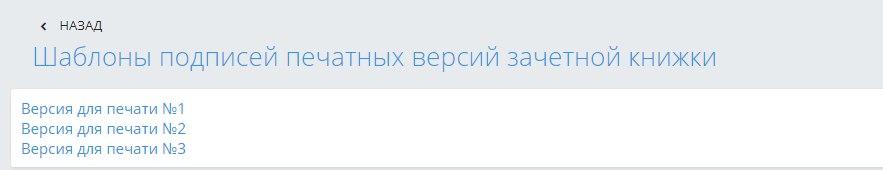 НАЗАД
Шаблоны подписей печатных версий зачетной книжки
Версия для печати №1
Версия для печати №2
Версия для печати №3